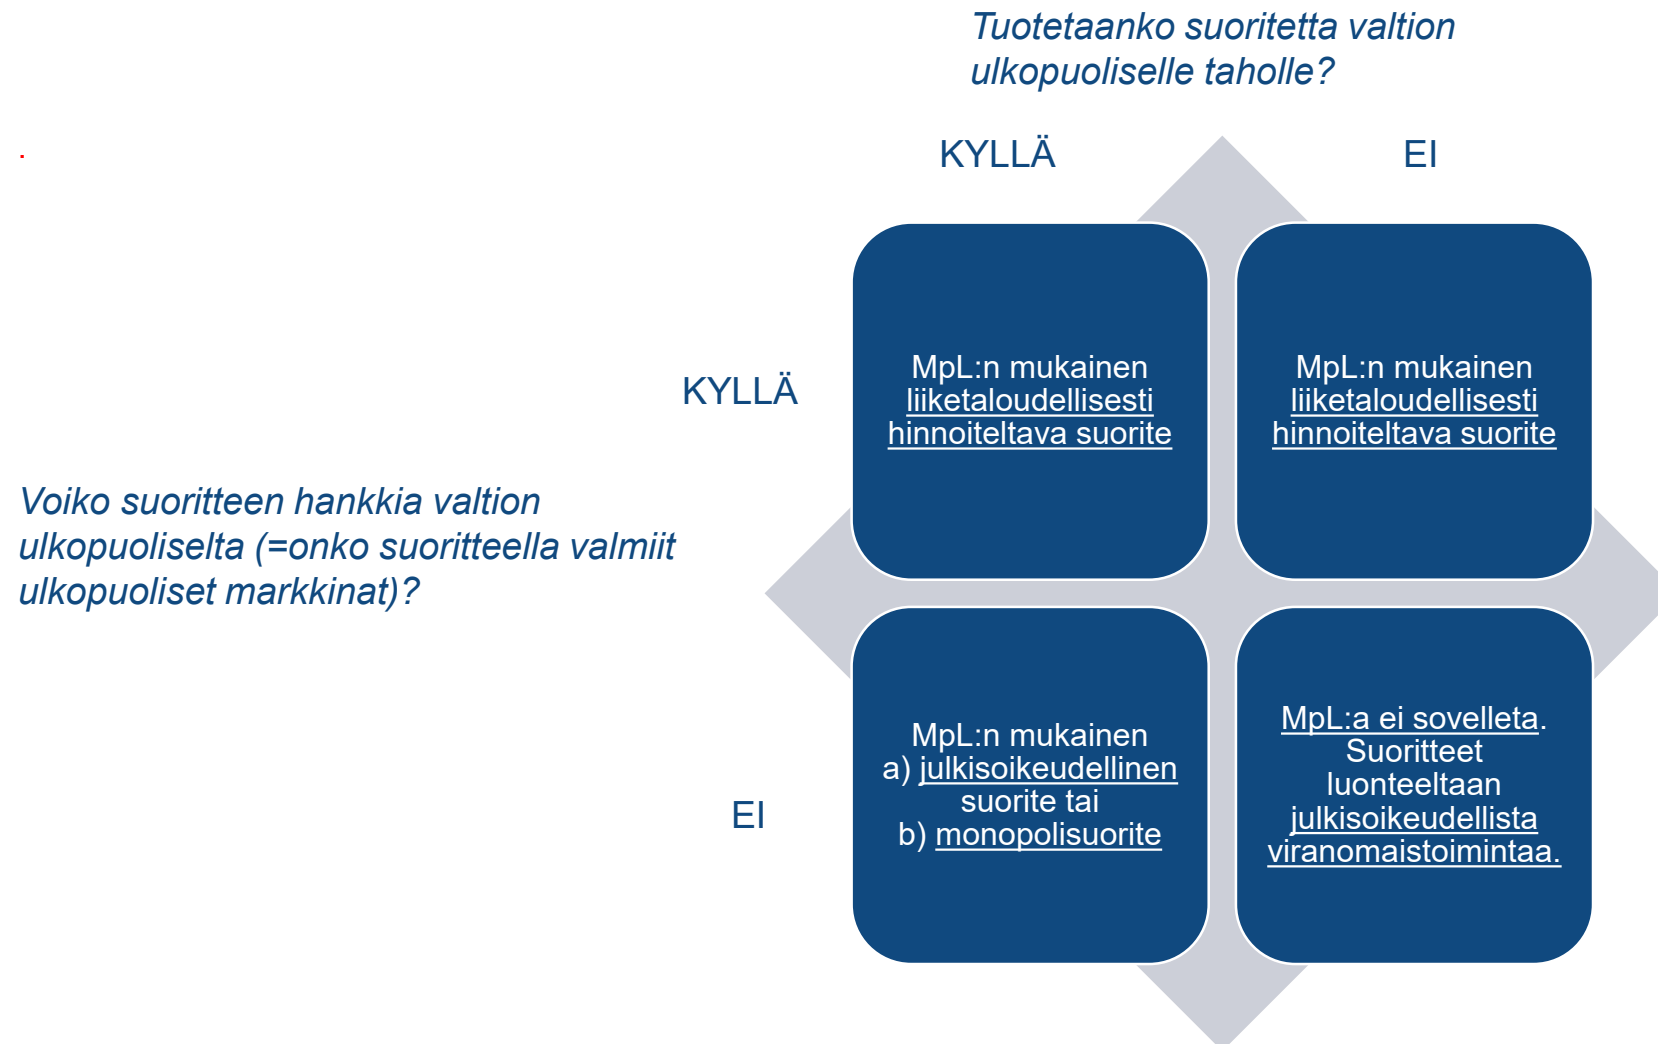 Tuotetaanko suoritetta valtion
ulkopuoliselle taholle?
.
KYLLÄ
EI
KYLLÄ
MpL:n mukainen
liiketaloudellisesti
hinnoiteltava suorite
MpL:n mukainen
liiketaloudellisesti
hinnoiteltava suorite
Voiko suoritteen hankkia valtion
ulkopuoliselta (=onko suoritteella valmiit
ulkopuoliset markkinat)?
EI
MpL:n mukainen
a) julkisoikeudellinen
suorite tai
b) monopolisuorite
MpL:a ei sovelleta.
Suoritteet
luonteeltaan
julkisoikeudellista
viranomaistoimintaa.